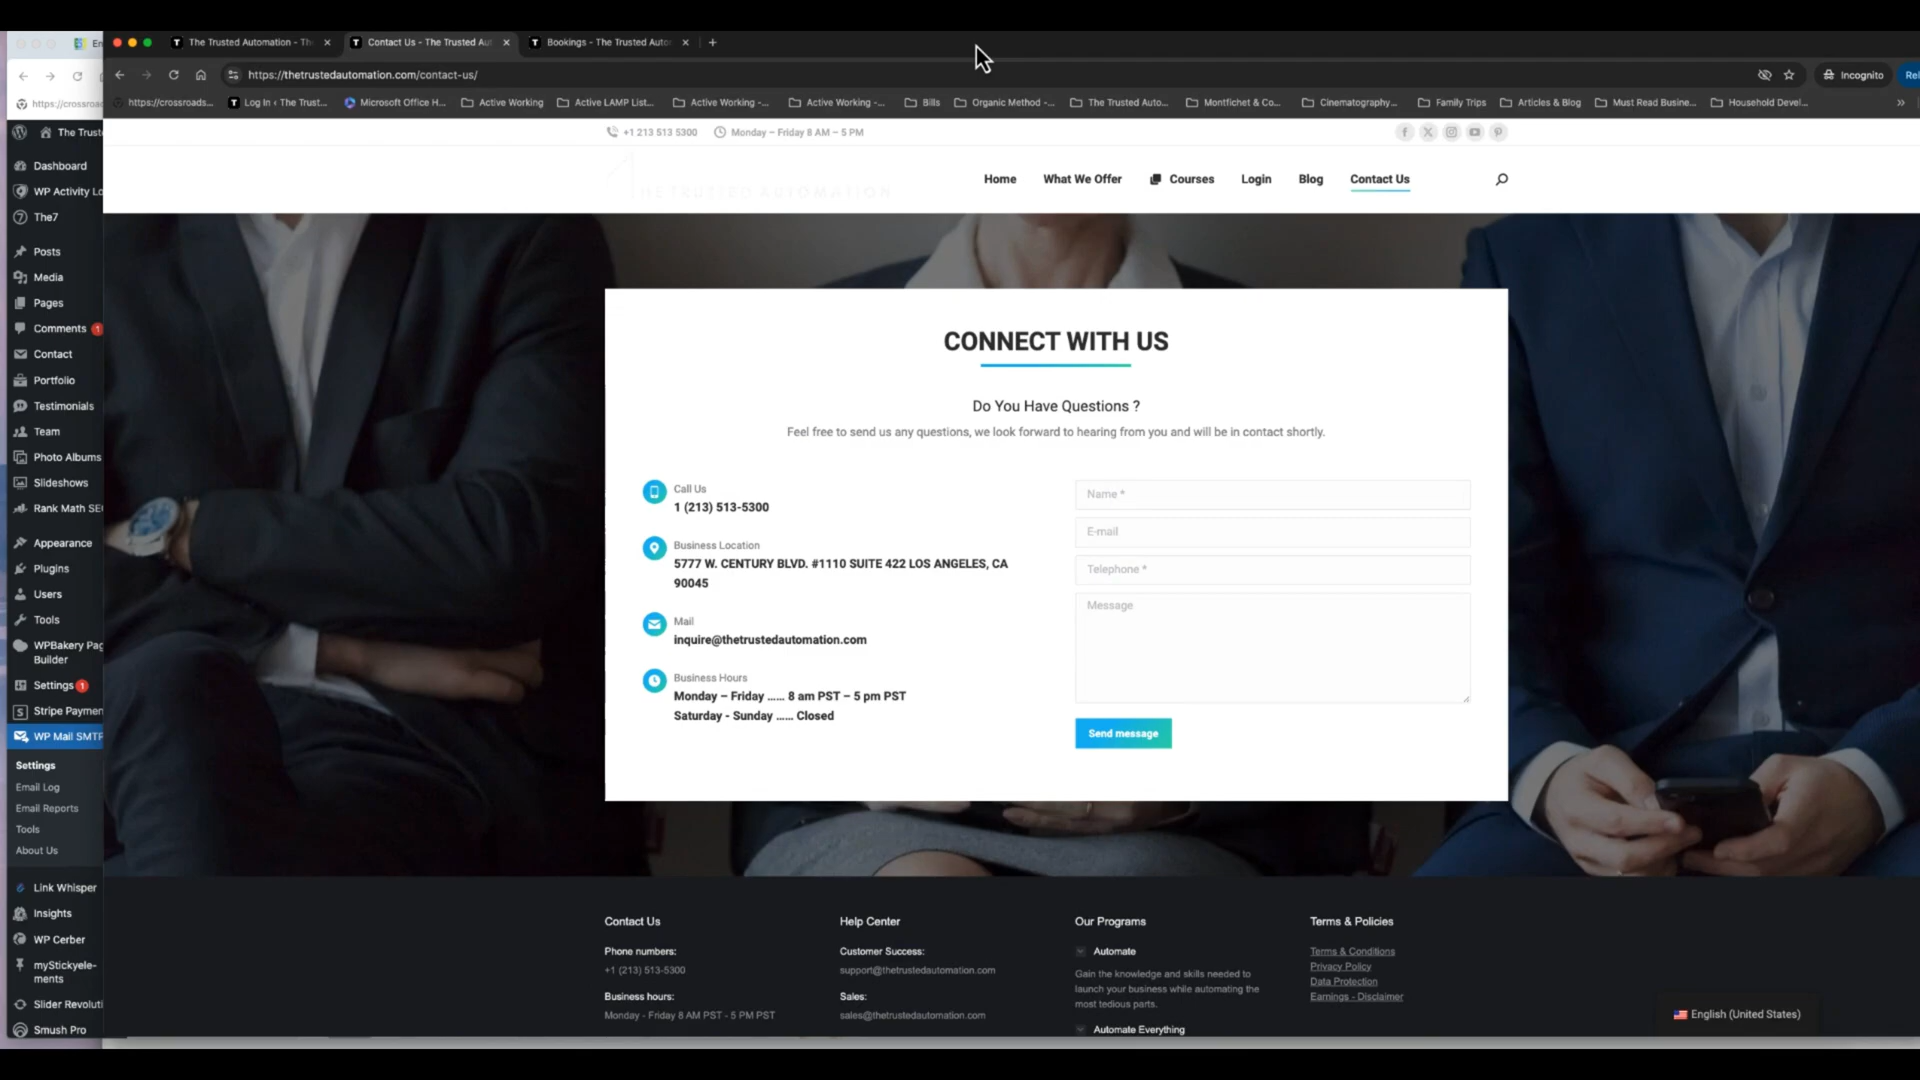 En
The Trusted Automation - Th
Contact Us - The Trusted Aut
Bookings - The Trusted Auto
https://thetrustedautomation.com/contact-us/
Incognito
Rel
https://crossroa
https://crossroads...
Log In ‹ The Trust...
Microsoft Office H...
Active Working
Active LAMP List...
Active Working -...
Active Working -...
Bills
Organic Method -...
The Trusted Auto...
Montfichet & Co...
Cinematography...
Family Trips
Articles & Blog
Must Read Busine...
Household Devel...
»
The Trust
Dashboard
WP Activity Lo
The7
Posts
Media
Pages
Comments 1
Contact
Portfolio
Testimonials
Team
Photo Albums
Slideshows
Rank Math SE
Appearance
Plugins
Users
Tools
WPBakery Pag
Builder
Settings 1
Stripe Paymen
WP Mail SMTP
Settings
Email Log
Email Reports
Tools
About Us
Link Whisper
Insights
WP Cerber
myStickyele-
ments
Slider Revoluti
Smush Pro
+1 213 513 5300
Monday – Friday 8 AM – 5 PM
THE TRUSTED AUTOMATION
Home
What We Offer
Courses
Login
Blog
Contact Us
CONNECT WITH US
Do You Have Questions ?
Feel free to send us any questions, we look forward to hearing from you and will be in contact shortly.
Call Us
1 (213) 513-5300
Business Location
5777 W. CENTURY BLVD. #1110 SUITE 422 LOS ANGELES, CA
90045
Mail
inquire@thetrustedautomation.com
Business Hours
Monday – Friday ...... 8 am PST – 5 pm PST
Saturday - Sunday ...... Closed
Name *
E-mail
Telephone *
Message
Send message
Contact Us
Phone numbers:
+1 (213) 513-5300
Business hours:
Monday - Friday 8 AM PST - 5 PM PST
Help Center
Customer Success:
support@thetrustedautomation.com
Sales:
sales@thetrustedautomation.com
Our Programs
Automate
Gain the knowledge and skills needed to
launch your business while automating the
most tedious parts.
Automate Everything
Terms & Policies
Terms & Conditions
Privacy Policy
Data Protection
Earnings - Disclaimer
English (United States)